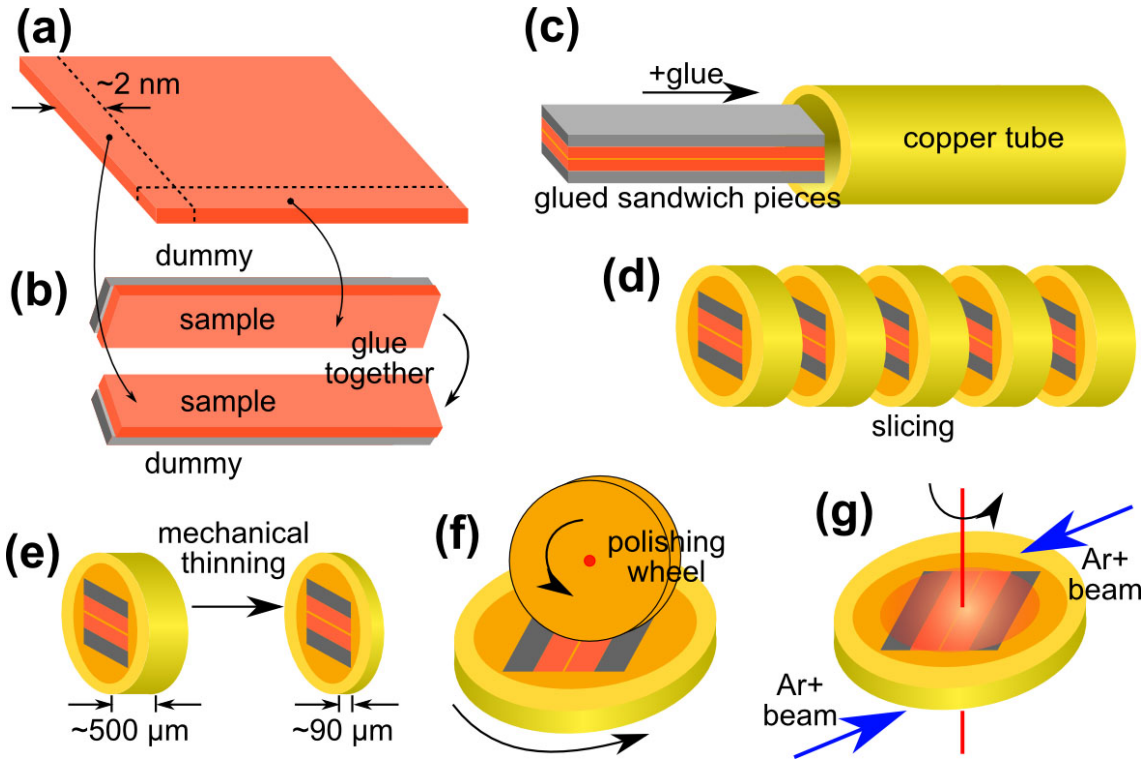 (a)
~2 nm
(b)
dummy
sample
glue
together
sample
dummy
(c)
+glue
copper tube
glued sandwich pieces
(d)
slicing
(e)
mechanical
thinning
~500 μm
~90 μm
(f)
polishing
wheel
(g)
Ar+
beam
Ar+
beam